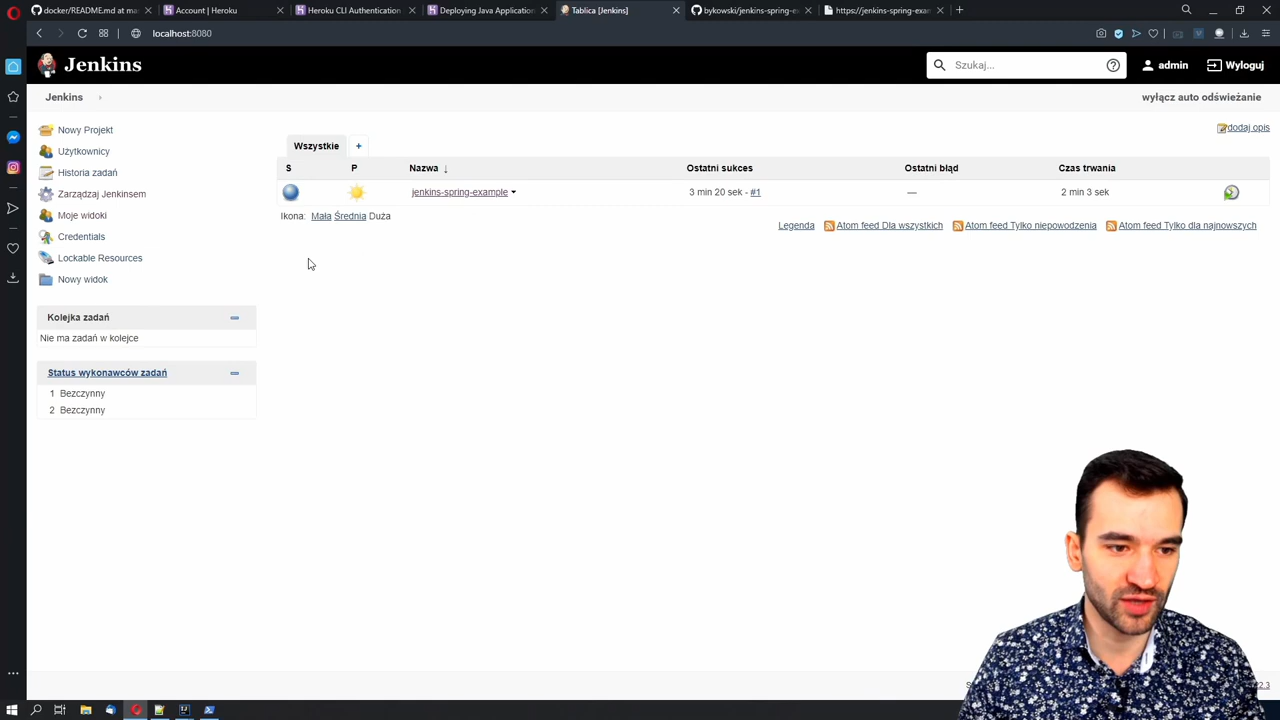 docker/README.md at ma
Account | Heroku
Heroku CLI Authentication
Deploying Java Application
Tablica [Jenkins]
bykowski/jenkins-spring-e
https://jenkins-spring-exam
localhost:8080
Jenkins
Szukaj...
admin
Wyloguj
Jenkins
wyłącz auto odświeżanie
Nowy Projekt
Użytkownicy
Historia zadań
Zarządzaj Jenkinsem
Moje widoki
Credentials
Lockable Resources
Nowy widok
Kolejka zadań
Nie ma zadań w kolejce
Status wykonawców zadań
1 Bezczynny
2 Bezczynny
dodaj opis
Wszystkie +
S P Nazwa ↓ Ostatni sukces Ostatni błąd Czas trwania
jenkins-spring-example 3 min 20 sek - #1 — 2 min 3 sek
Ikona: Mała Średnia Duża
Legenda Atom feed Dla wszystkich Atom feed Tylko niepowodzenia Atom feed Tylko dla najnowszych